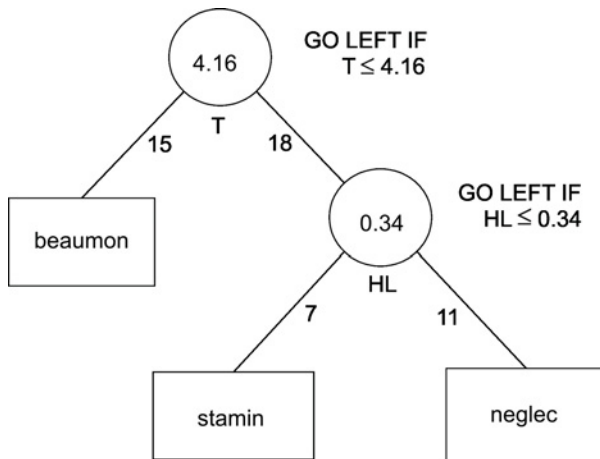 4.16
GO LEFT IF
T ≤ 4.16
T
15
18
beaumon
0.34
GO LEFT IF
HL ≤ 0.34
HL
7
11
stamin
neglec